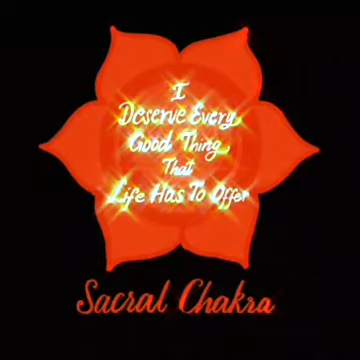 I
Deserve Every
Good Thing
That
Life Has To Offer
Sacral Chakra